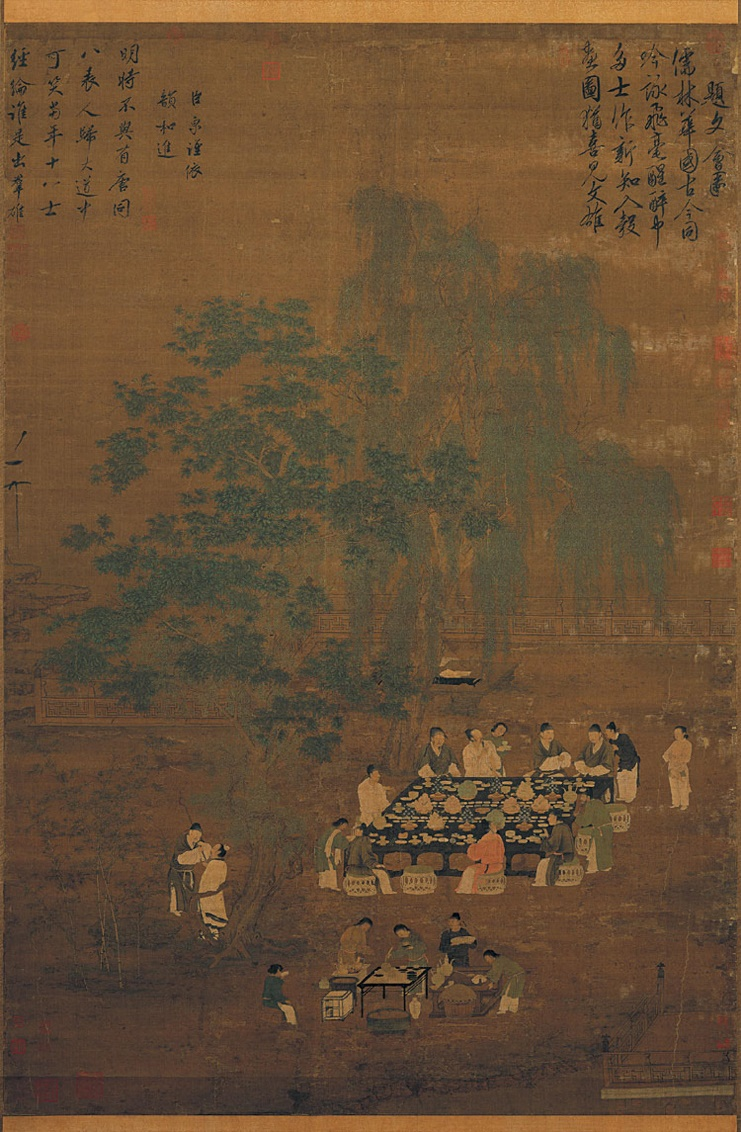 題文會圖
儒林華國古今同
吟詠飛毫醒醉中
多士作新知入彀
畫圖猶喜見文雄
臣京謹依
韻和進
明時不與有唐同
八表人歸大道中
可笑當年十八士
經綸誰是出群雄